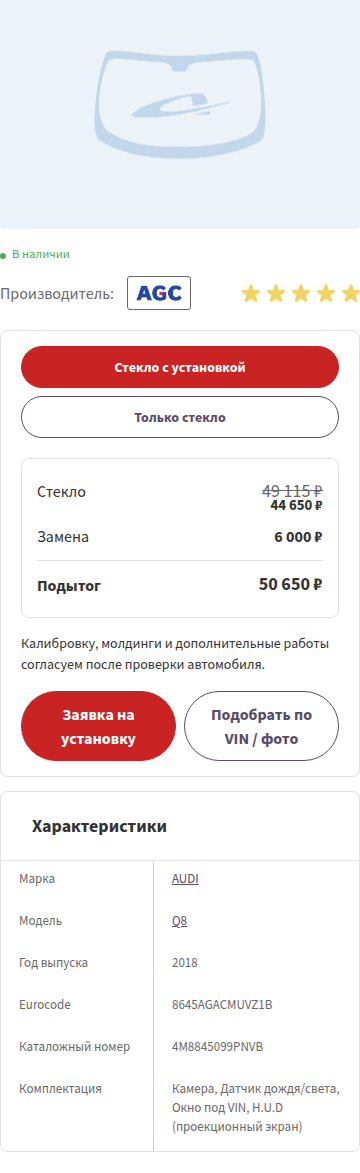 В наличии
Производитель: AGC
Стекло с установкой
Только стекло
Стекло 49 115 ₽
44 650 ₽
Замена 6 000 ₽
Подытог 50 650 ₽
Калибровку, молдинги и дополнительные работы
согласуем после проверки автомобиля.
Заявка на
установку
Подобрать по
VIN / фото
Характеристики
Марка AUDI
Модель Q8
Год выпуска 2018
Eurocode 8645AGACMUVZ1B
Каталожный номер 4M8845099PNVB
Комплектация Камера, Датчик дождя/света,
Окно под VIN, H.U.D
(проекционный экран)